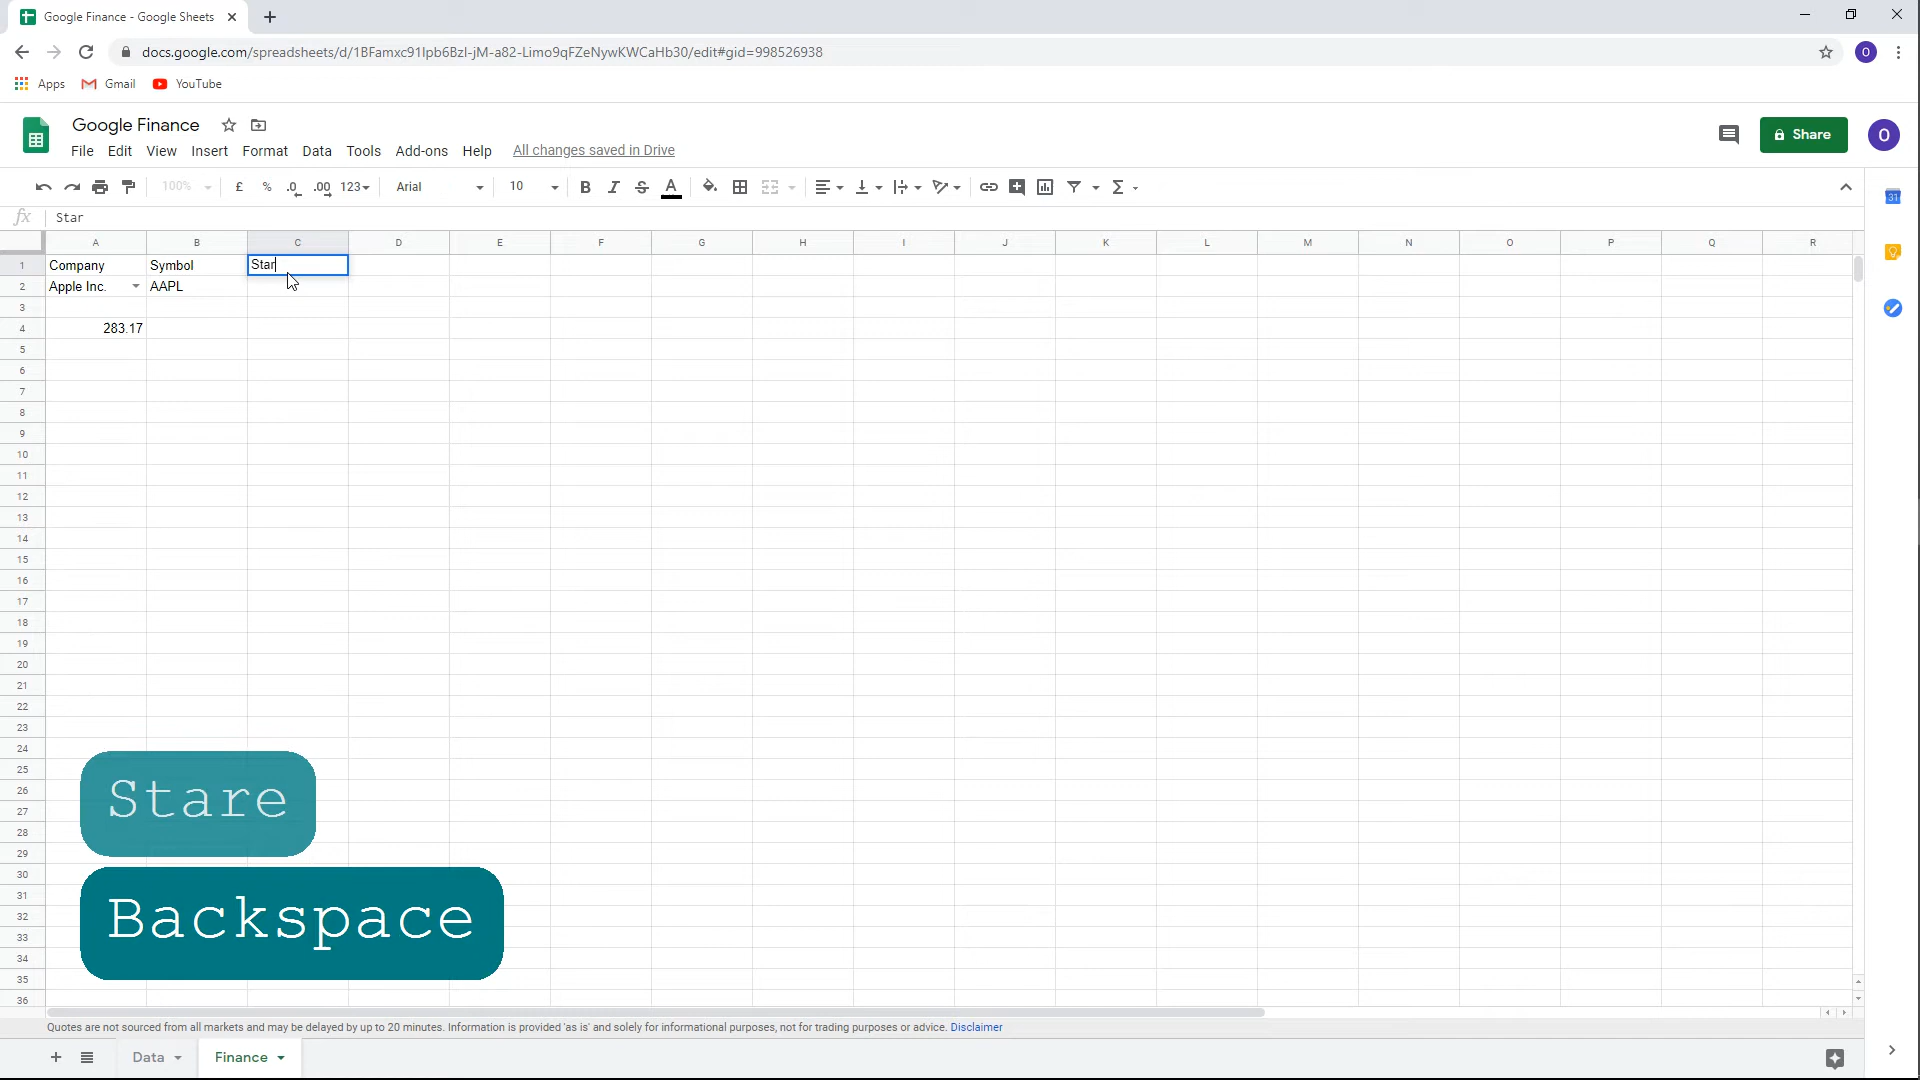 Google Finance - Google Sheets
docs.google.com/spreadsheets/d/1BFamxc91lpb6Bzl-jM-a82-Limo9qFZeNywKWCaHb30/edit#gid=998526938
O
Apps Gmail YouTube
Google Finance
File Edit View Insert Format Data Tools Add-ons Help All changes saved in Drive
Share
O
100% £ % .0 .00 123 Arial 10 B I S A Σ
31
fx Star
A B C D E F G H I J K L M N O P Q R
1 Company Symbol Star
2 Apple Inc. AAPL
3
4 283.17
5
6
7
8
9
10
11
12
13
14
15
16
17
18
19
20
21
22
23
24
25
26
27
28
29
30
31
32
33
34
35
36
Stare
Backspace
Quotes are not sourced from all markets and may be delayed by up to 20 minutes. Information is provided 'as is' and solely for informational purposes, not for trading purposes or advice. Disclaimer
Data Finance